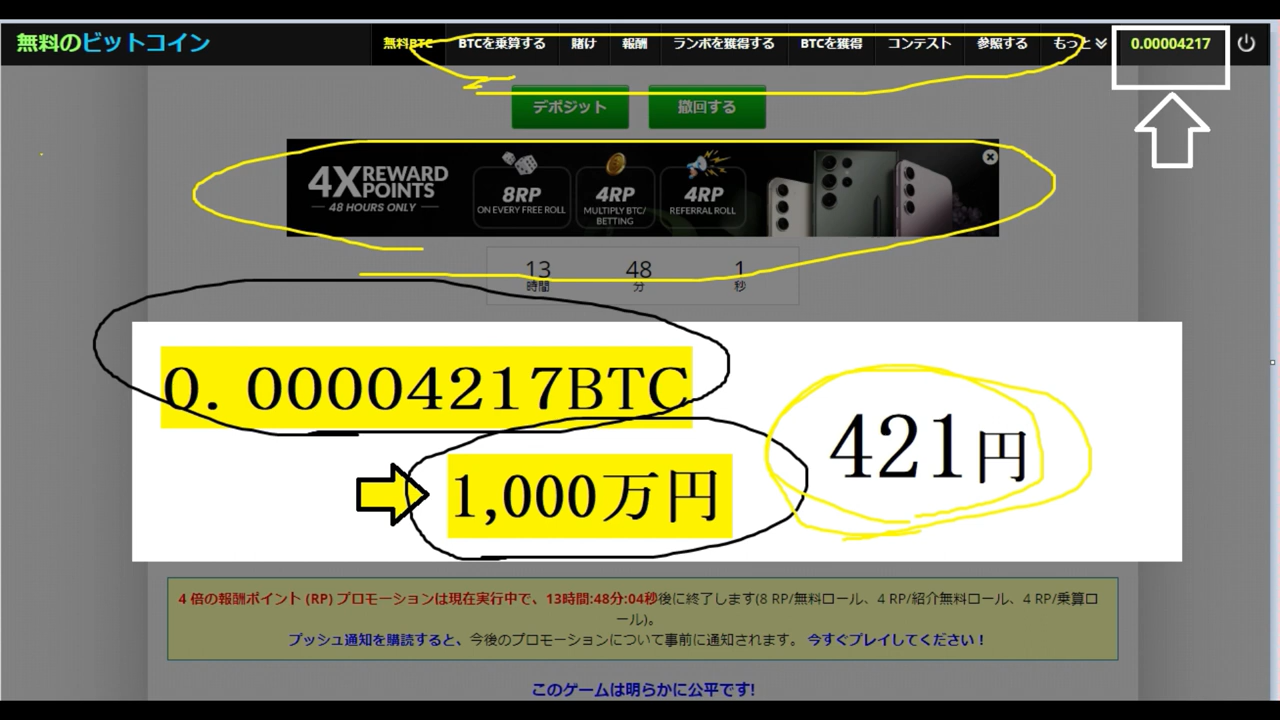 無料のビットコイン
無料BTC BTCを乗算する 賭け 報酬 ランボを獲得する BTCを獲得 コンテスト 参照する もっと 0.00004217
デポジット 撤回する
4X REWARD POINTS
48 HOURS ONLY
8RP
ON EVERY FREE ROLL
4RP
MULTIPLY BTC/
BETTING
4RP
REFERRAL ROLL
13 48 1
時間 分 秒
0. 00004217BTC
421円
1,000万円
4 倍の報酬ポイント (RP) プロモーションは現在実行中で、13時間:48分:04秒後に終了します(8 RP/無料ロール、4 RP/紹介無料ロール、4 RP/乗算ロ
ール)。
プッシュ通知を購読すると、今後のプロモーションについて事前に通知されます。 今すぐプレイしてください！
このゲームは明らかに公平です!